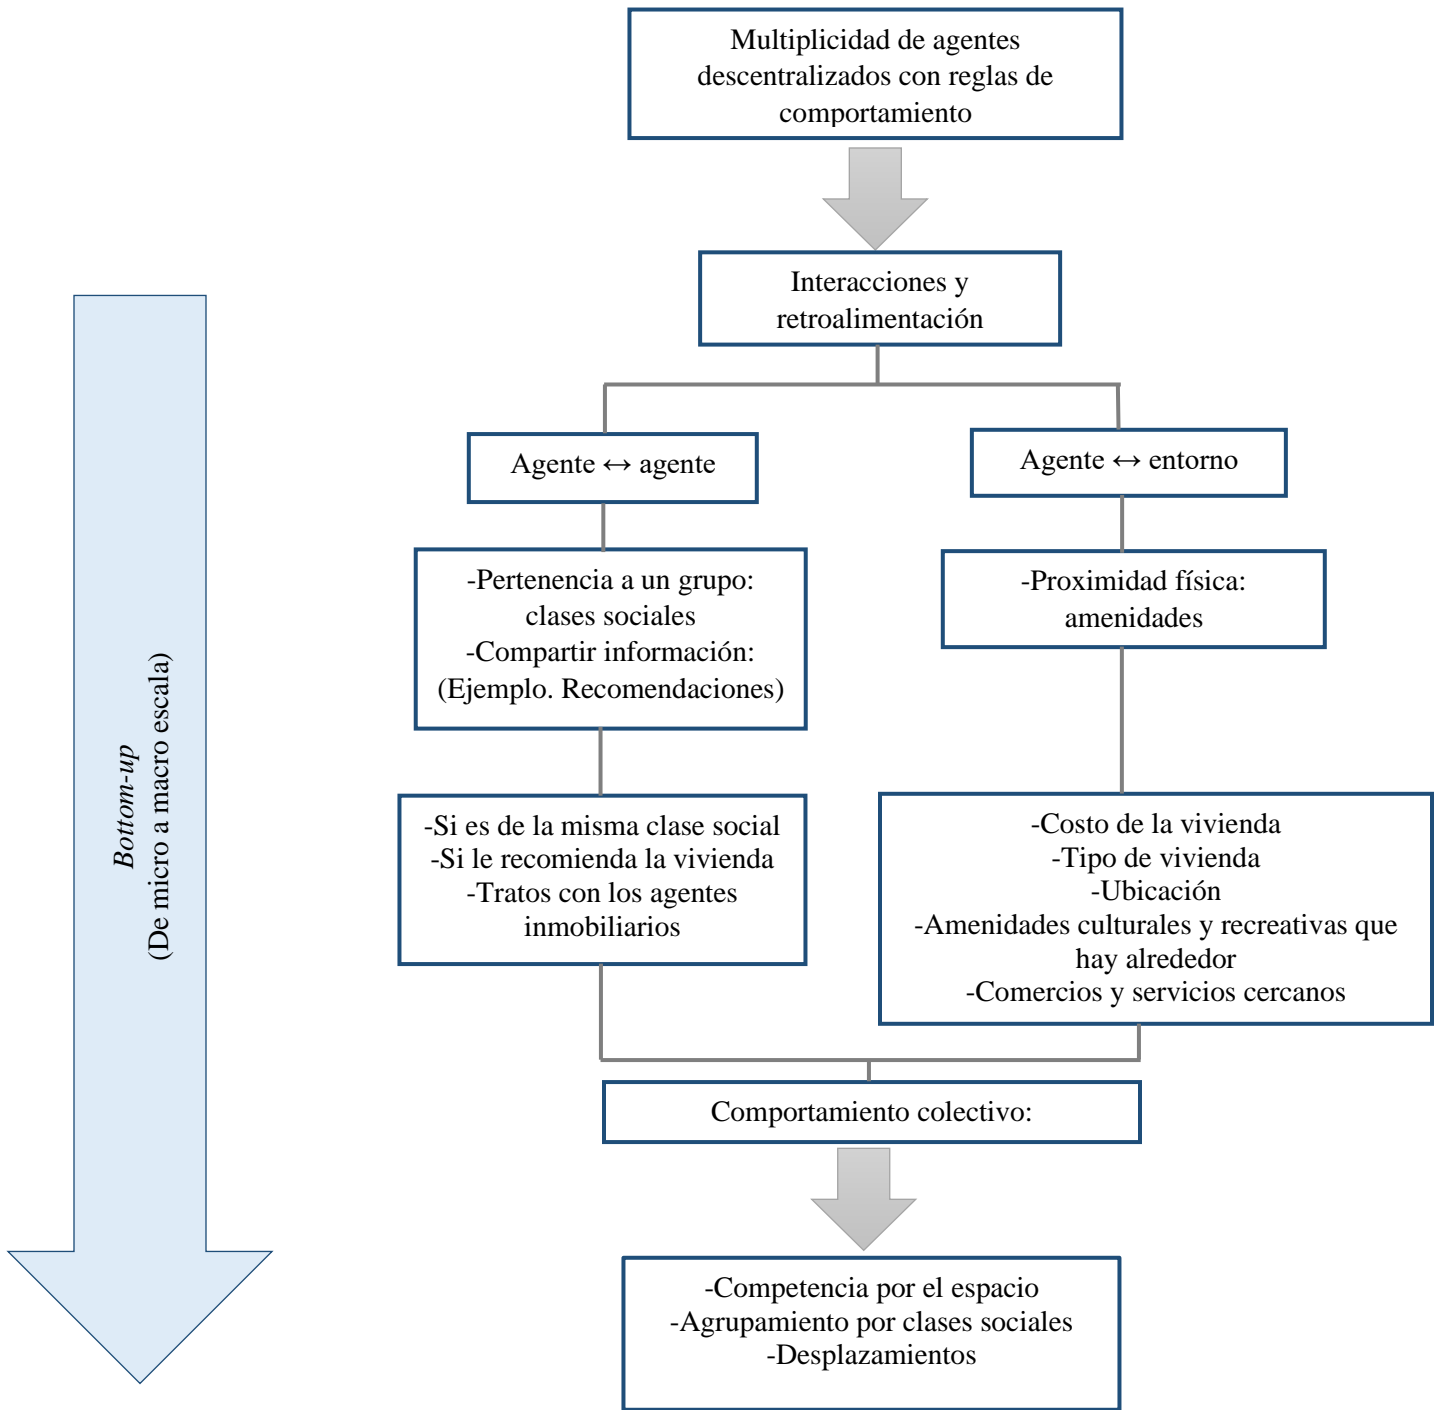 Multiplicidad de agentes
descentralizados con reglas de
comportamiento
Interacciones y
retroalimentación
Agente ↔ agente
Agente ↔ entorno
-Pertenencia a un grupo:
clases sociales
-Compartir información:
(Ejemplo. Recomendaciones)
-Proximidad física:
amenidades
Bottom-up
(De micro a macro escala)
-Si es de la misma clase social
-Si le recomienda la vivienda
-Tratos con los agentes
inmobiliarios
-Costo de la vivienda
-Tipo de vivienda
-Ubicación
-Amenidades culturales y recreativas que
hay alrededor
-Comercios y servicios cercanos
Comportamiento colectivo:
-Competencia por el espacio
-Agrupamiento por clases sociales
-Desplazamientos